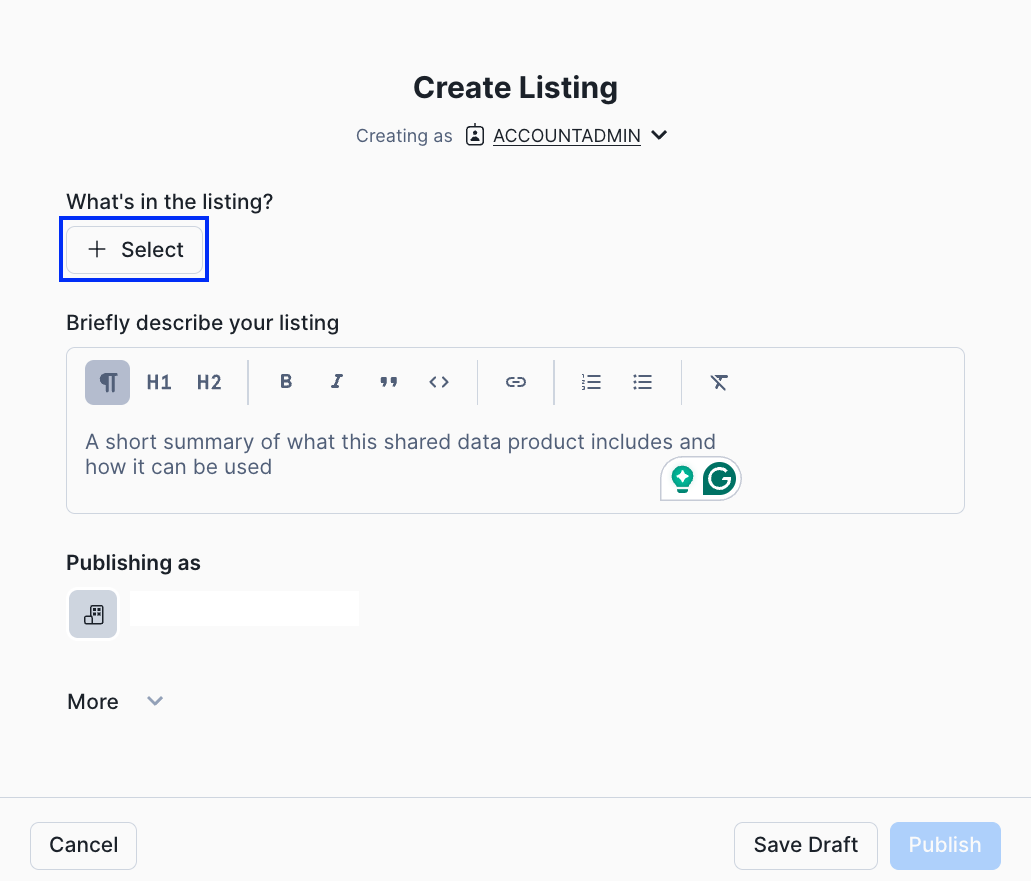 Create Listing
Creating as ACCOUNTADMIN
What's in the listing?
+ Select
Briefly describe your listing
¶ H1 H2 B I ❞ <>
A short summary of what this shared data product includes and
how it can be used
Publishing as
More
Cancel Save Draft Publish